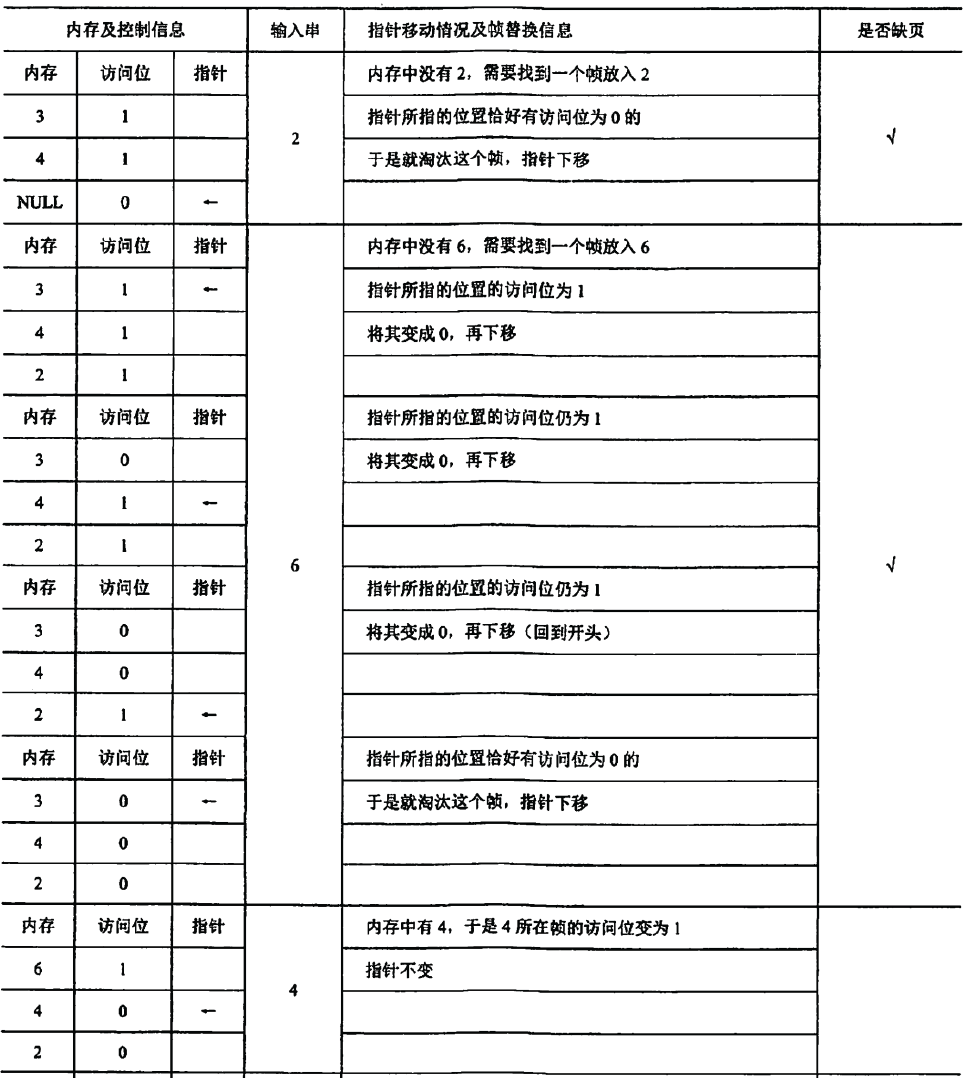 内存及控制信息 输入串 指针移动情况及帧替换信息 是否缺页
内存 访问位 指针 内存中没有 2，需要找到一个帧放入 2
3 1 指针所指的位置恰好有访问位为 0 的
2 √
4 1 于是就淘汰这个帧，指针下移
NULL 0 ←
内存 访问位 指针 内存中没有 6，需要找到一个帧放入 6
3 1 ← 指针所指的位置的访问位为 1
4 1 将其变成 0，再下移
2 1
内存 访问位 指针 指针所指的位置的访问位仍为 1
3 0 将其变成 0，再下移
4 1 ←
2 1
6 √
内存 访问位 指针 指针所指的位置的访问位仍为 1
3 0 将其变成 0，再下移（回到开头）
4 0
2 1 ←
内存 访问位 指针 指针所指的位置恰好有访问位为 0 的
3 0 ← 于是就淘汰这个帧，指针下移
4 0
2 0
内存 访问位 指针 内存中有 4，于是 4 所在帧的访问位变为 1
6 1 指针不变
4
4 0 ←
2 0